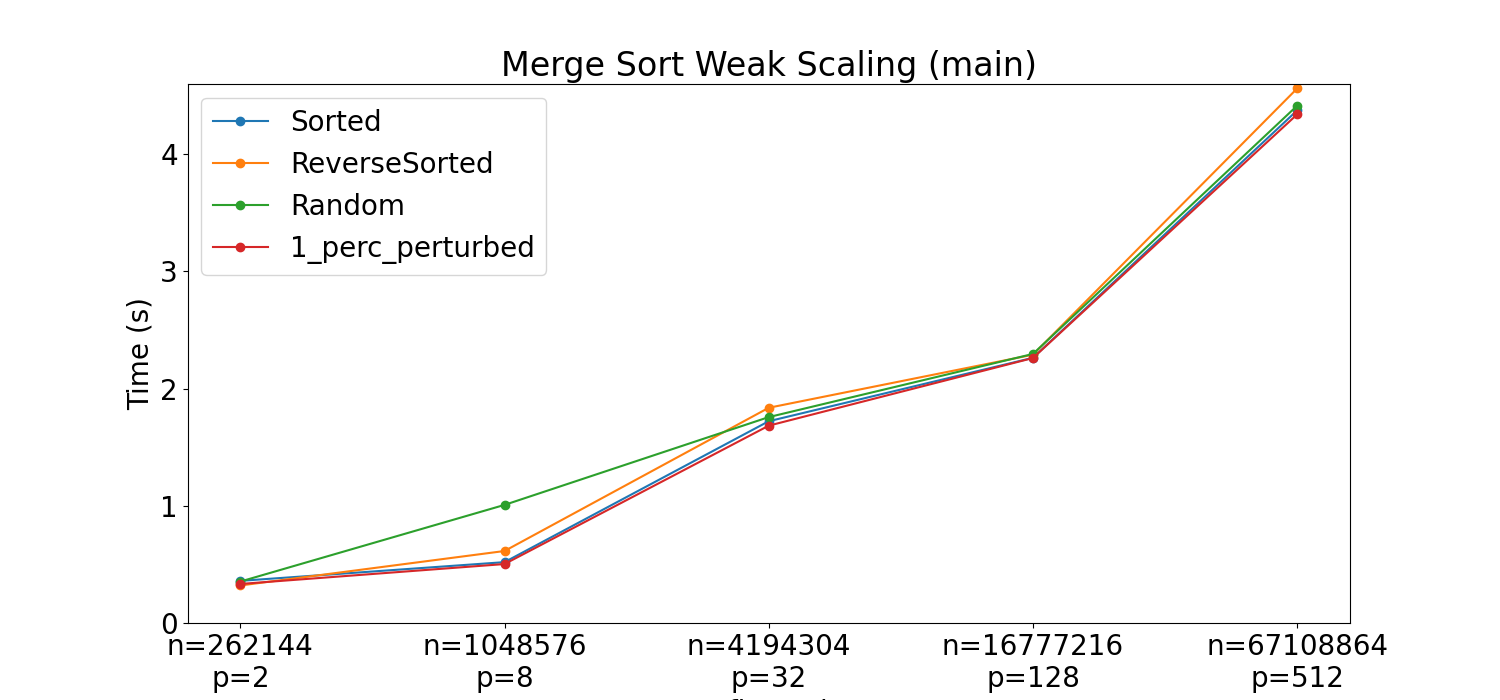 Merge Sort Weak Scaling (main)
Sorted
ReverseSorted
Random
1_perc_perturbed
Time (s)
4
3
2
1
0
n=262144 n=1048576 n=4194304 n=16777216 n=67108864
p=2 p=8 p=32 p=128 p=512